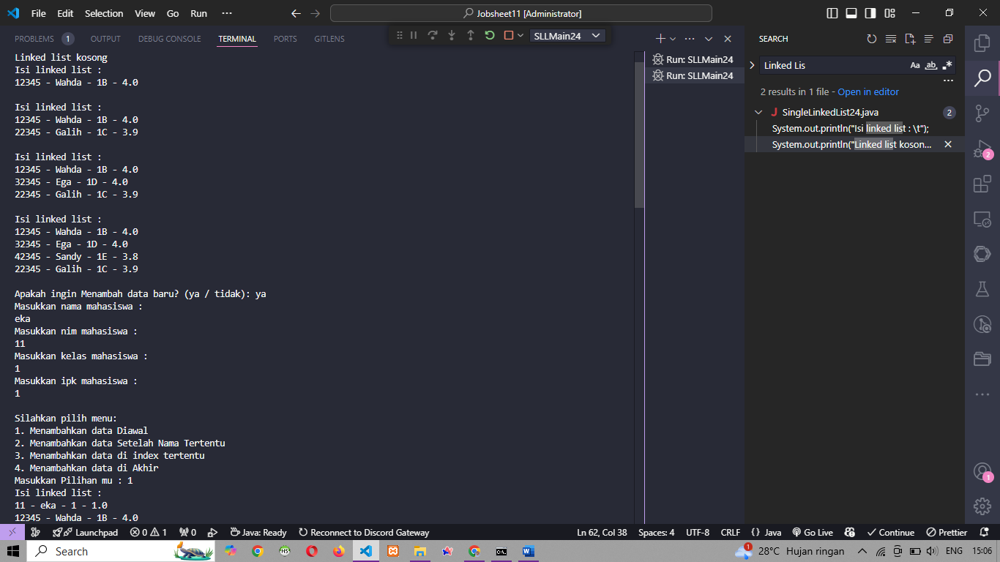 File Edit Selection View Go Run ··· Jobsheet11 [Administrator]
PROBLEMS 1 OUTPUT DEBUG CONSOLE TERMINAL PORTS GITLENS SLLMain24
Linked list kosong
Isi linked list :
12345 - Wahda - 1B - 4.0
Isi linked list :
12345 - Wahda - 1B - 4.0
22345 - Galih - 1C - 3.9
Isi linked list :
12345 - Wahda - 1B - 4.0
32345 - Ega - 1D - 4.0
22345 - Galih - 1C - 3.9
Isi linked list :
12345 - Wahda - 1B - 4.0
32345 - Ega - 1D - 4.0
42345 - Sandy - 1E - 3.8
22345 - Galih - 1C - 3.9
Apakah ingin Menambah data baru? (ya / tidak): ya
Masukkan nama mahasiswa :
eka
Masukkan nim mahasiswa :
11
Masukkan kelas mahasiswa :
1
Masukkan ipk mahasiswa :
1
Silahkan pilih menu:
1. Menambahkan data Diawal
2. Menambahkan data Setelah Nama Tertentu
3. Menambahkan data di index tertentu
4. Menambahkan data di Akhir
Masukkan Pilihan mu : 1
Isi linked list :
11 - eka - 1 - 1.0
12345 - Wahda - 1B - 4.0
Run: SLLMain24
Run: SLLMain24
SEARCH
Linked Lis Aa ab .*
2 results in 1 file - Open in editor
J SingleLinkedList24.java 2
System.out.println("Isi linked list : \t");
System.out.println("Linked list koson...
2
1
Launchpad 0 1 0 Java: Ready Reconnect to Discord Gateway Ln 62, Col 38 Spaces: 4 UTF-8 CRLF {} Java Go Live Continue Prettier
Search 1 28°C Hujan ringan ENG 15:06